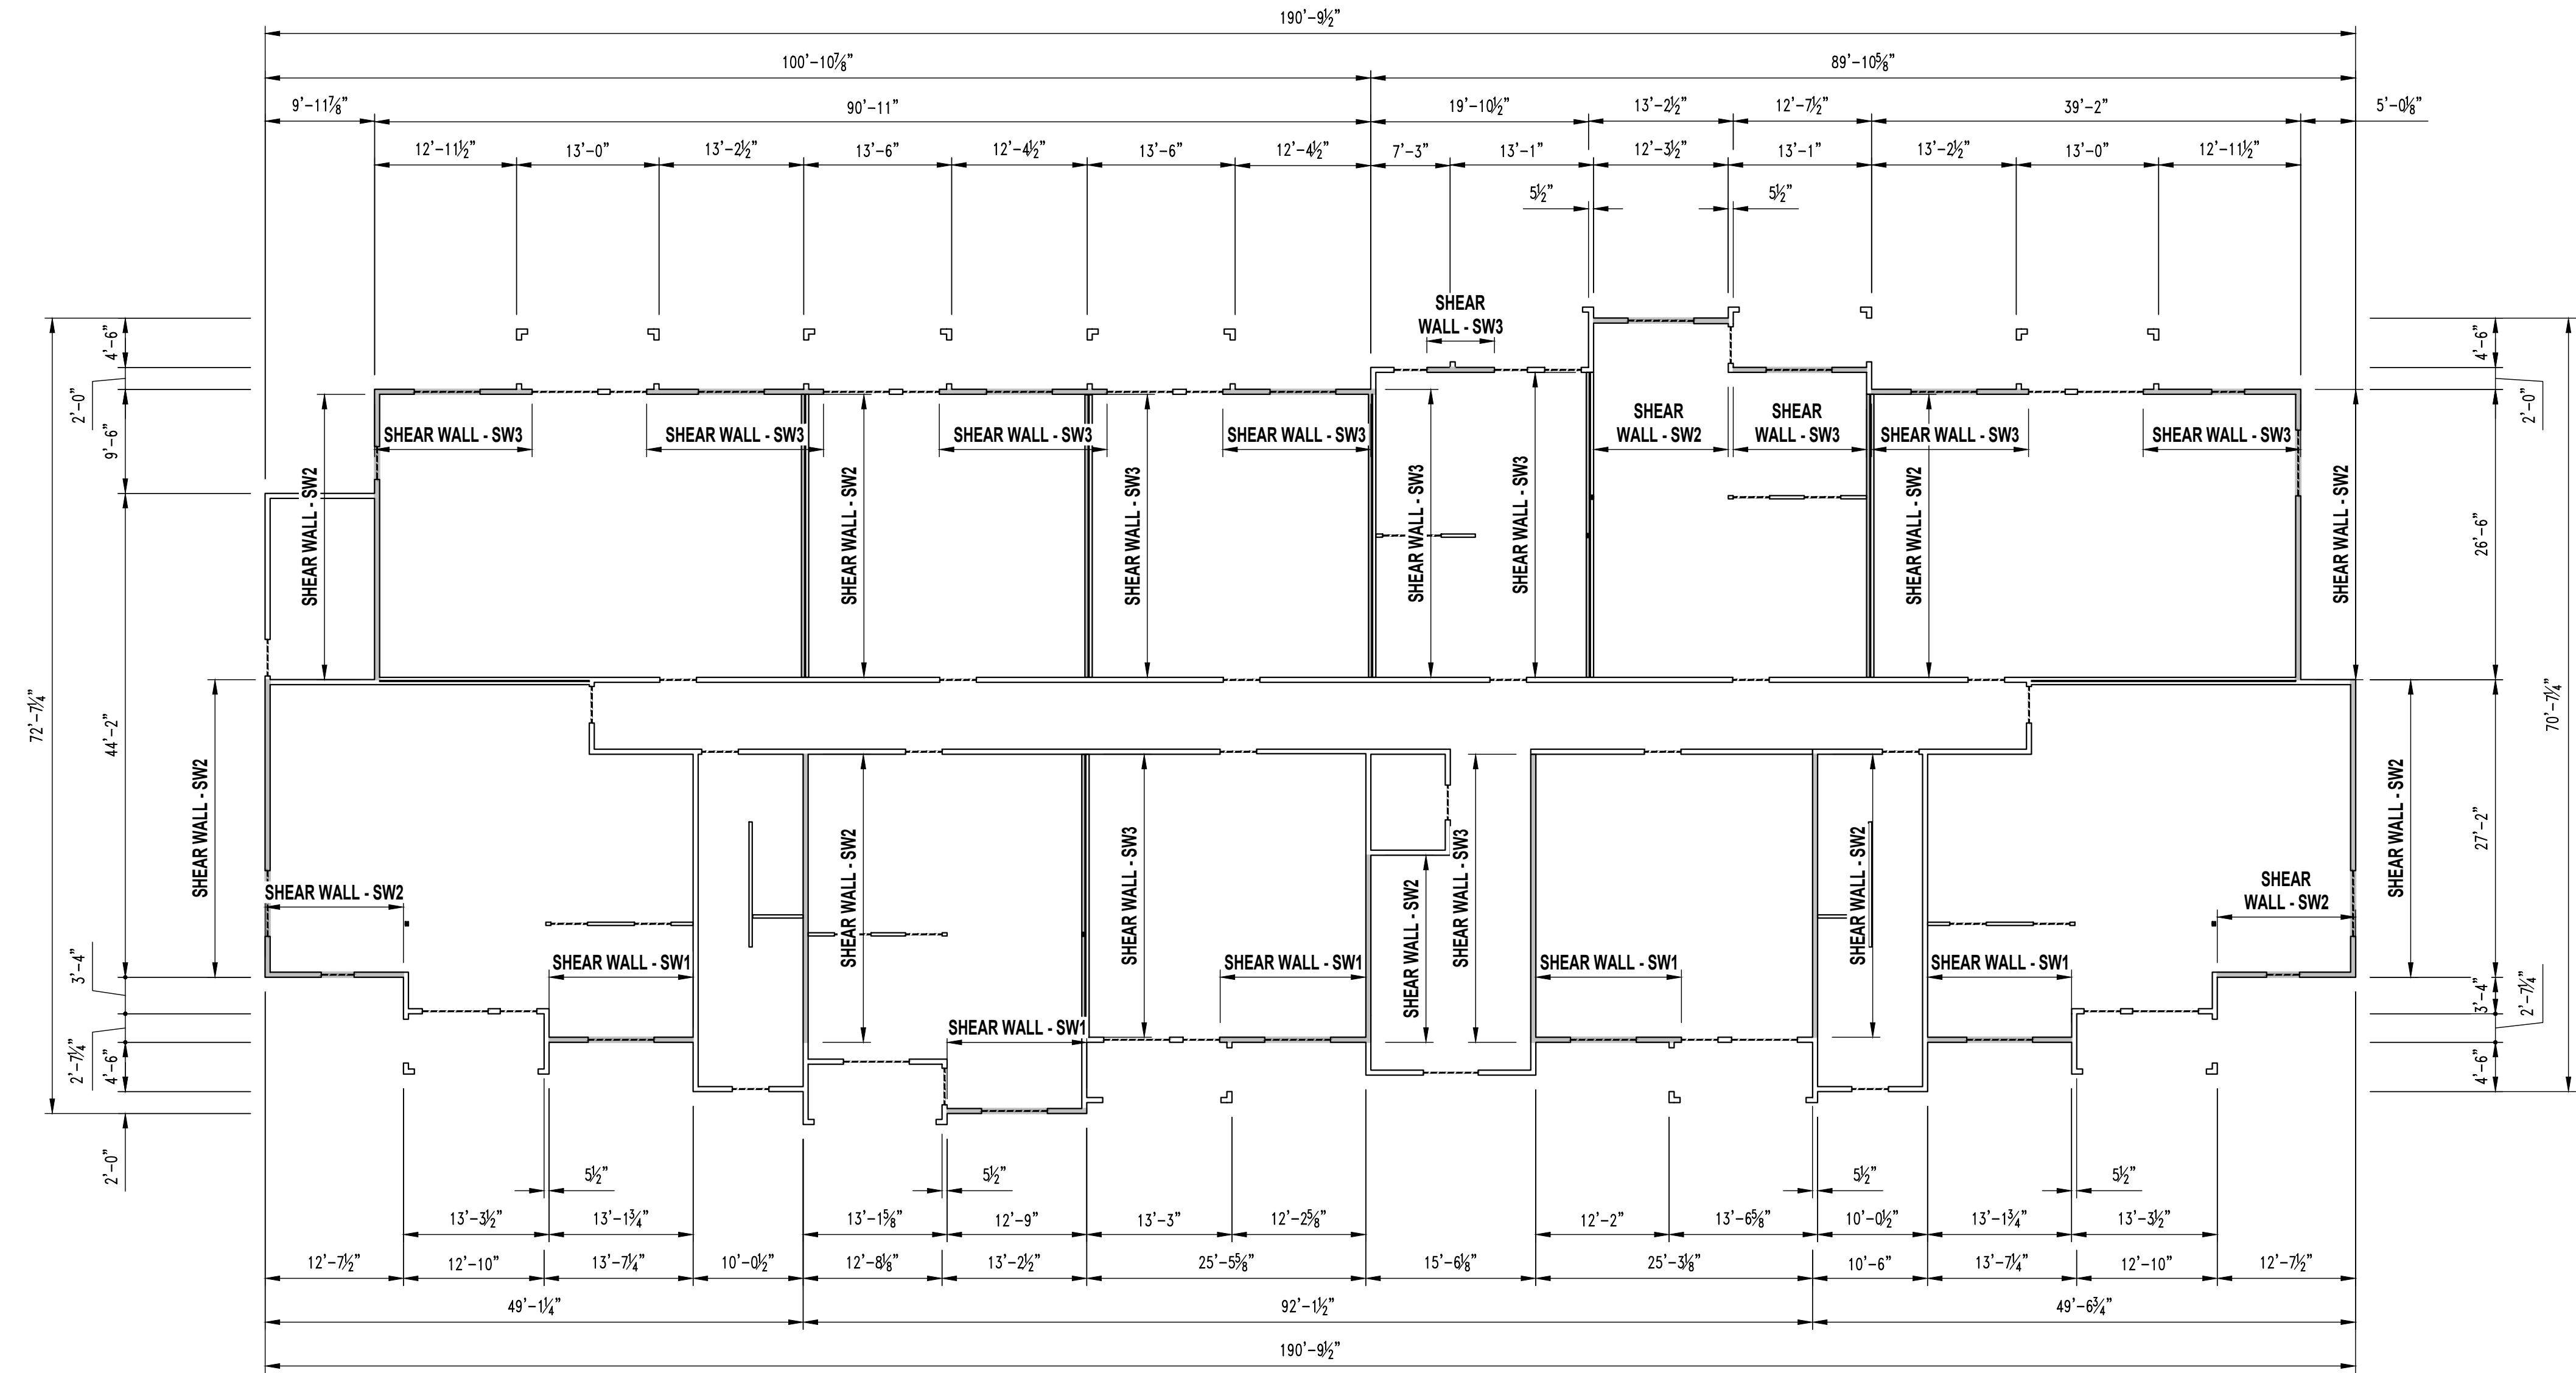 190'-9½"
100'-10⅞"
89'-10⅝"
9'-11⅞"
90'-11"
19'-10½"
13'-2½"
12'-7½"
39'-2"
5'-0⅛"
12'-11½"
13'-0"
13'-2½"
13'-6"
12'-4½"
13'-6"
12'-4½"
7'-3"
13'-1"
12'-3½"
13'-1"
13'-2½"
13'-0"
12'-11½"
5½"
5½"
SHEAR
WALL - SW3
4'-6"
2'-0"
9'-6"
44'-2"
72'-7¼"
3'-4"
2'-7¼"
4'-6"
2'-0"
4'-6"
2'-0"
26'-6"
70'-7¼"
27'-2"
3'-4"
2'-7¼"
4'-6"
SHEAR WALL - SW3
SHEAR WALL - SW3
SHEAR WALL - SW3
SHEAR WALL - SW3
SHEAR
WALL - SW2
SHEAR
WALL - SW3
SHEAR WALL - SW3
SHEAR WALL - SW3
SHEAR WALL - SW2
SHEAR WALL - SW2
SHEAR WALL - SW3
SHEAR WALL - SW3
SHEAR WALL - SW3
SHEAR WALL - SW2
SHEAR WALL - SW2
SHEAR WALL - SW2
SHEAR WALL - SW2
SHEAR WALL - SW2
SHEAR WALL - SW3
SHEAR WALL - SW2
SHEAR WALL - SW3
SHEAR WALL - SW2
SHEAR WALL - SW2
SHEAR
WALL - SW2
SHEAR WALL - SW1
SHEAR WALL - SW1
SHEAR WALL - SW1
SHEAR WALL - SW1
SHEAR WALL - SW1
5½"
5½"
5½"
5½"
13'-3½"
13'-1¾"
13'-1⅝"
12'-9"
13'-3"
12'-2⅝"
12'-2"
13'-6⅝"
10'-0½"
13'-1¾"
13'-3½"
12'-7½"
12'-10"
13'-7¼"
10'-0½"
12'-8⅛"
13'-2½"
25'-5⅝"
15'-6⅛"
25'-3⅛"
10'-6"
13'-7¼"
12'-10"
12'-7½"
49'-1¼"
92'-1½"
49'-6¾"
190'-9½"